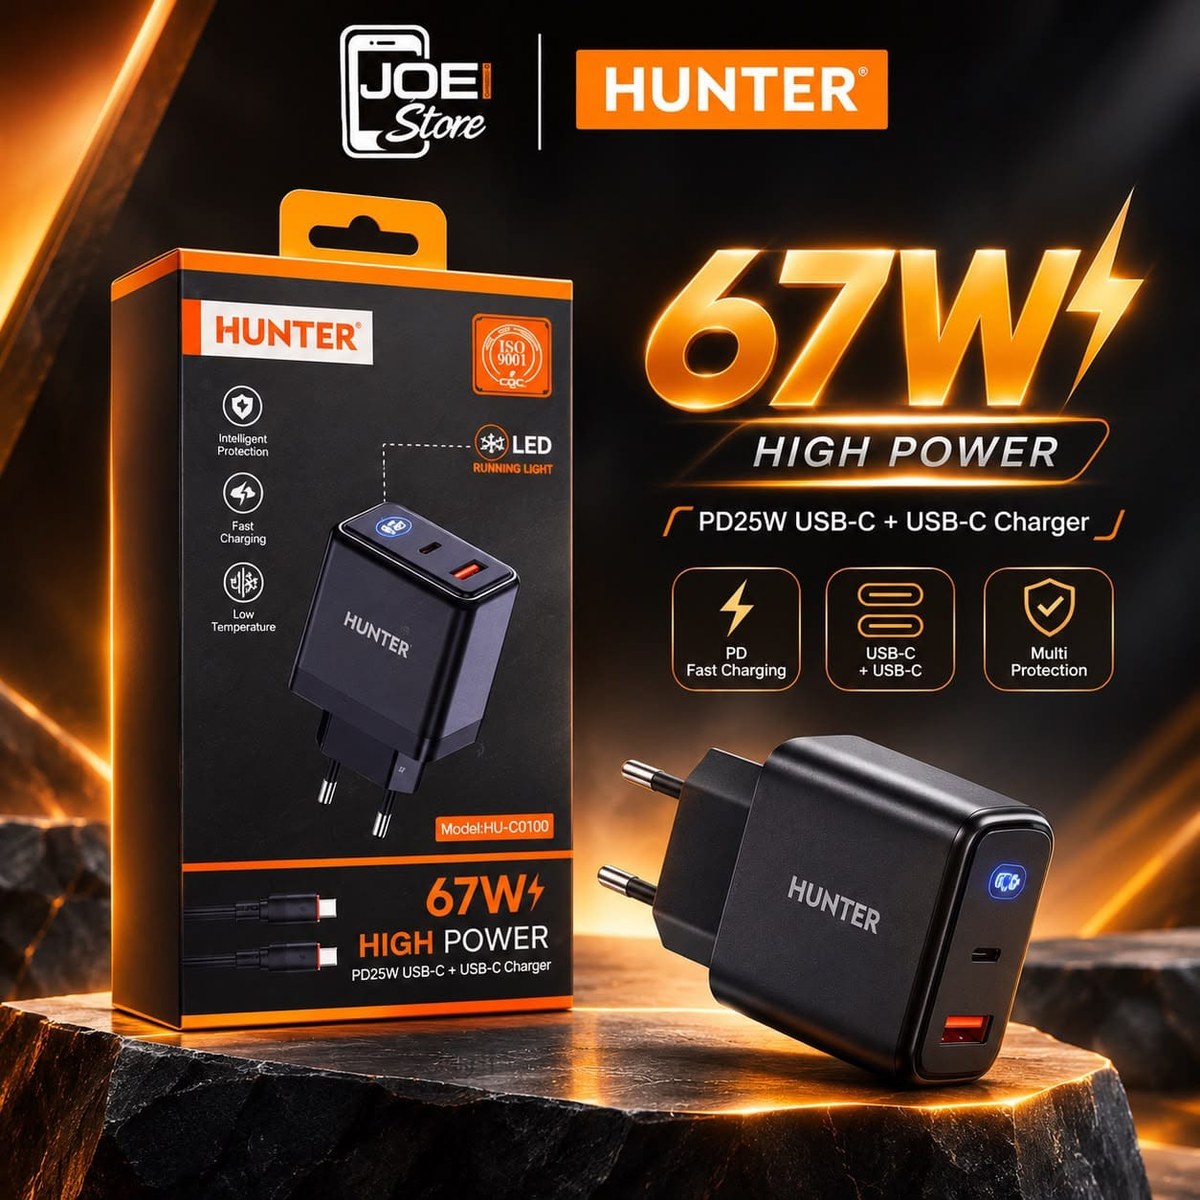 JOE
Store
HUNTER®
HUNTER®
ISO
9001
CQC
Intelligent
Protection
Fast
Charging
Low
Temperature
LED
RUNNING LIGHT
HUNTER
Model:HU-C0100
67W
HIGH POWER
PD25W USB-C + USB-C Charger
67W
HIGH POWER
PD25W USB-C + USB-C Charger
PD
Fast Charging
USB-C
+ USB-C
Multi
Protection
HUNTER